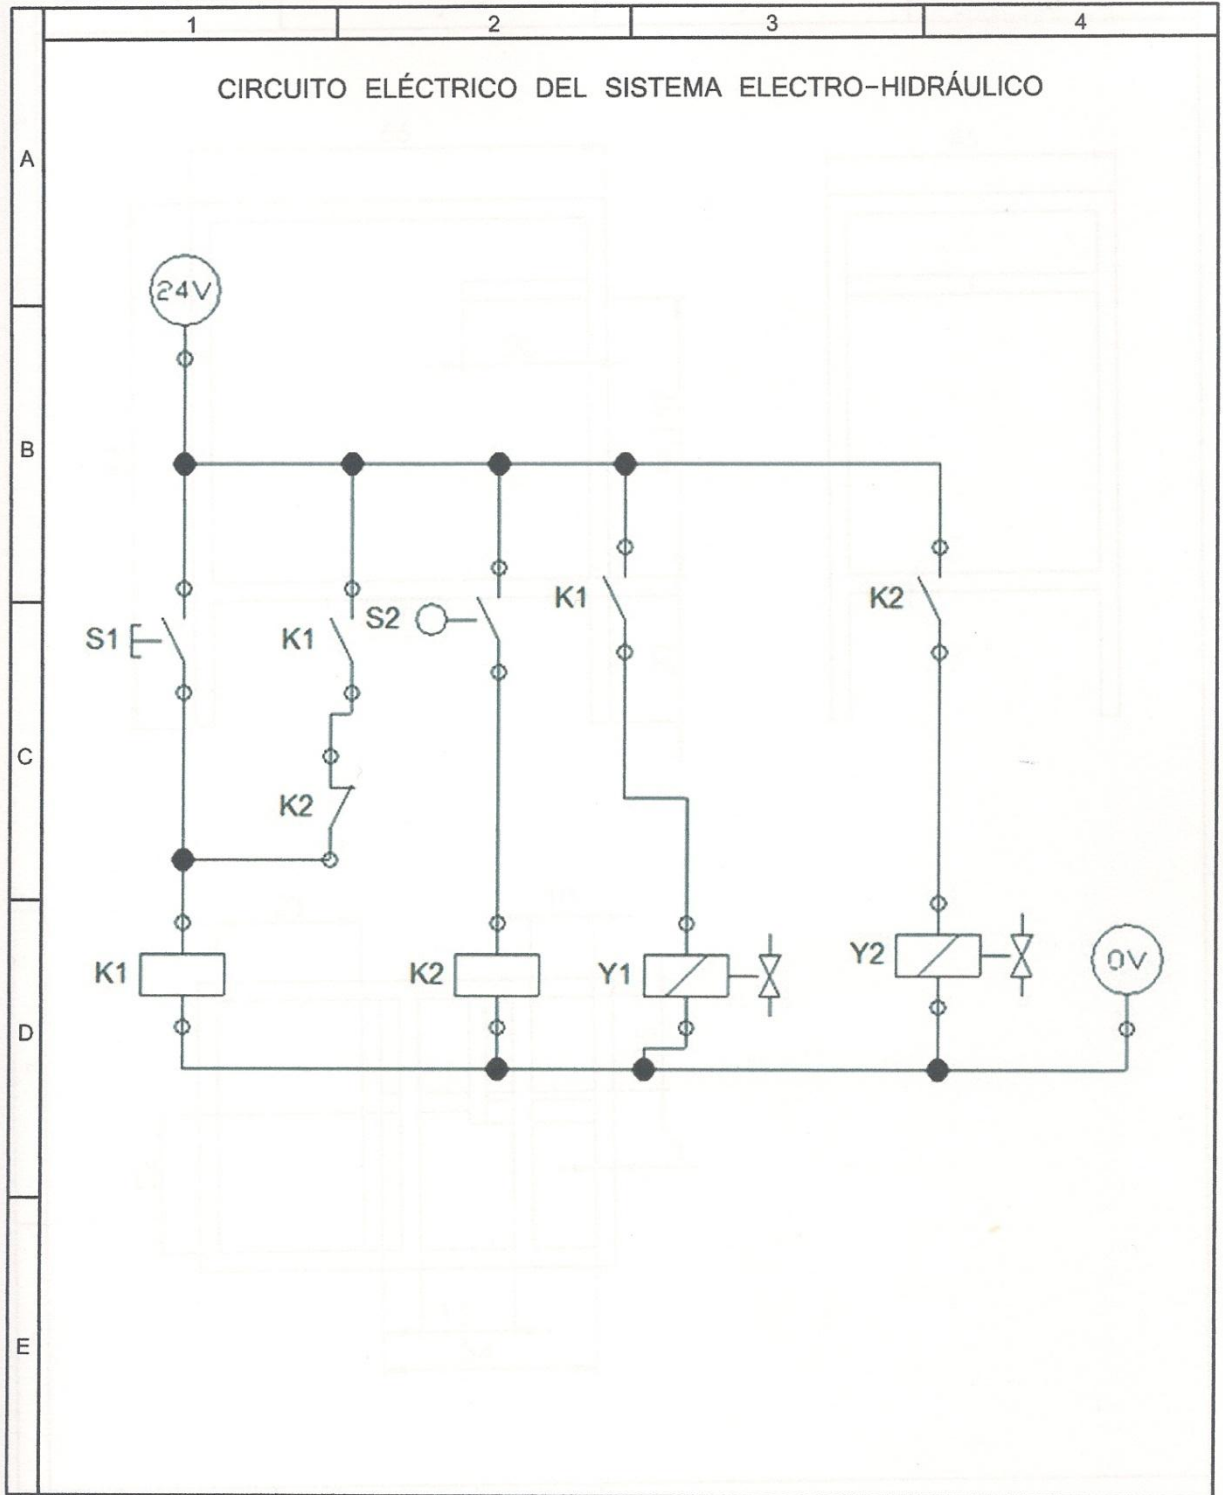 1 2 3 4
CIRCUITO ELÉCTRICO DEL SISTEMA ELECTRO-HIDRÁULICO
A
24V
B
K1 K2
S1 K1 S2
C
K2
K1 K2 Y1 Y2 0V
D
E